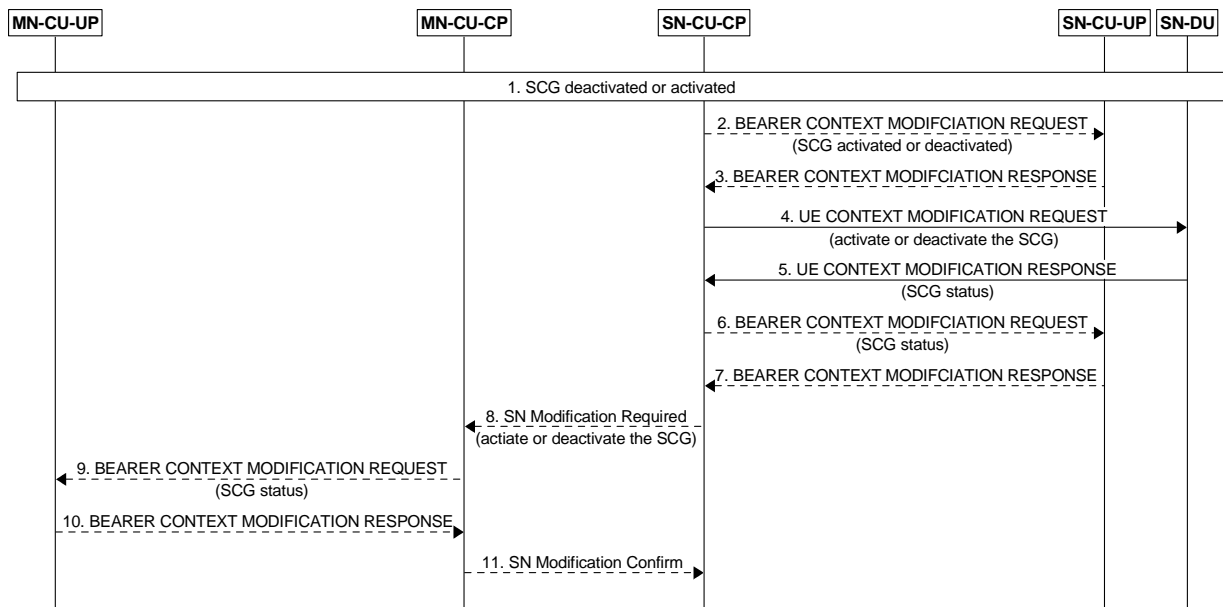 MN-CU-UP MN-CU-CP SN-CU-CP SN-CU-UP SN-DU
1. SCG deactivated or activated
2. BEARER CONTEXT MODIFCIATION REQUEST
(SCG activated or deactivated)
3. BEARER CONTEXT MODIFCIATION RESPONSE
4. UE CONTEXT MODIFICATION REQUEST
(activate or deactivate the SCG)
5. UE CONTEXT MODIFICATION RESPONSE
(SCG status)
6. BEARER CONTEXT MODIFCIATION REQUEST
(SCG status)
7. BEARER CONTEXT MODIFCIATION RESPONSE
8. SN Modification Required
(actiate or deactivate the SCG)
9. BEARER CONTEXT MODIFICATION REQUEST
(SCG status)
10. BEARER CONTEXT MODIFICATION RESPONSE
11. SN Modification Confirm